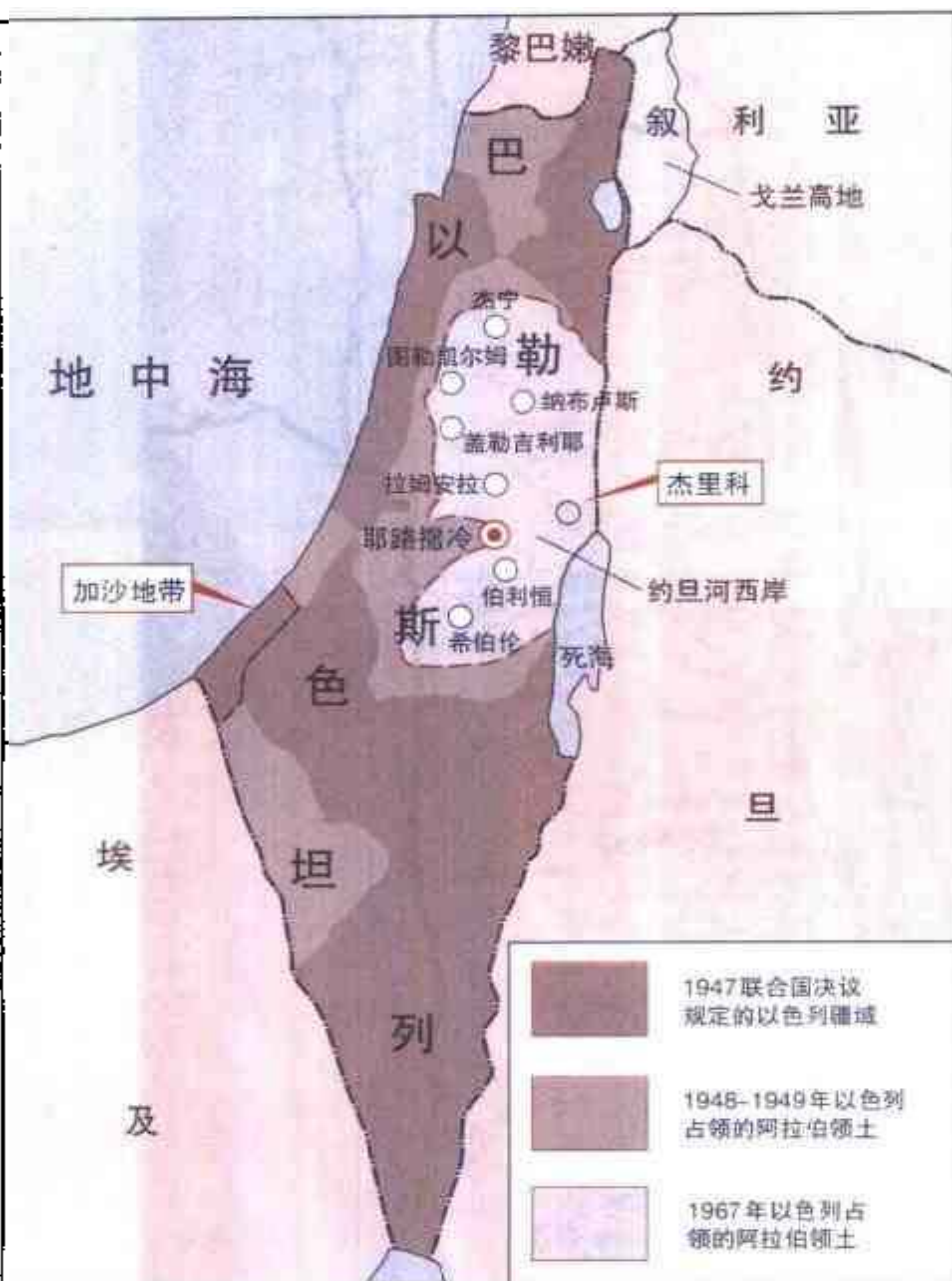 黎巴嫩
叙利亚
戈兰高地
巴勒斯坦
以色列
地中海
杰宁
图勒凯尔姆
纳布卢斯
盖勒吉利耶
拉姆安拉
杰里科
耶路撒冷
加沙地带
伯利恒
约旦河西岸
希伯伦
死海
约旦
埃及
1947联合国决议
规定的以色列疆域
1948-1949年以色列
占领的阿拉伯领土
1967年以色列占
领的阿拉伯领土